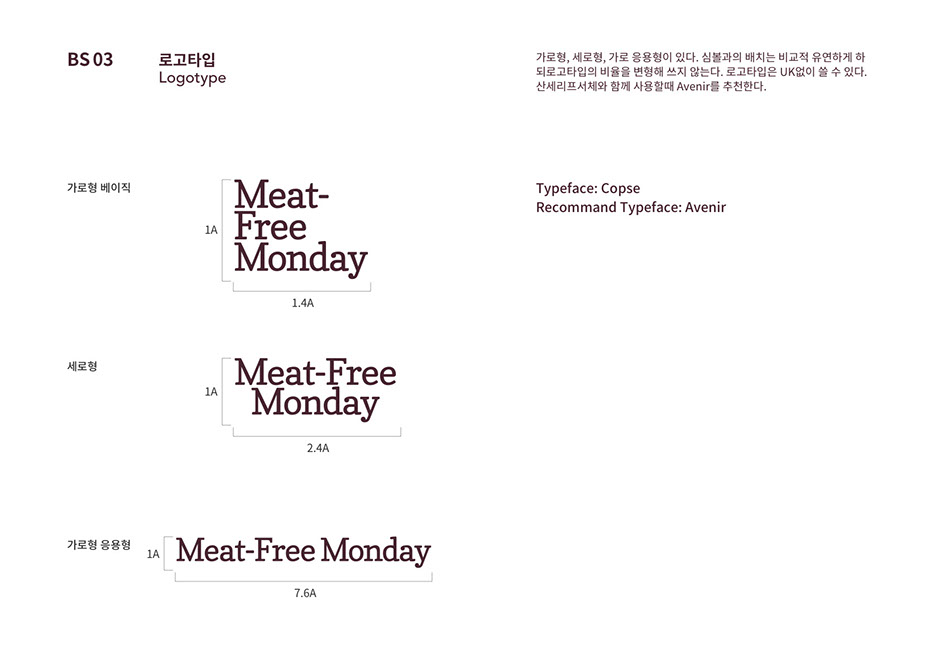 BS 03
로고타입
Logotype
가로형, 세로형, 가로 응용형이 있다. 심볼과의 배치는 비교적 유연하게 하
되로고타입의 비율을 변형해 쓰지 않는다. 로고타입은 UK없이 쓸 수 있다.
산세리프서체와 함께 사용할때 Avenir를 추천한다.
가로형 베이직
1A
Meat-
Free
Monday
1.4A
Typeface: Copse
Recommand Typeface: Avenir
세로형
1A
Meat-Free
Monday
2.4A
가로형 응용형
1A
Meat-Free Monday
7.6A